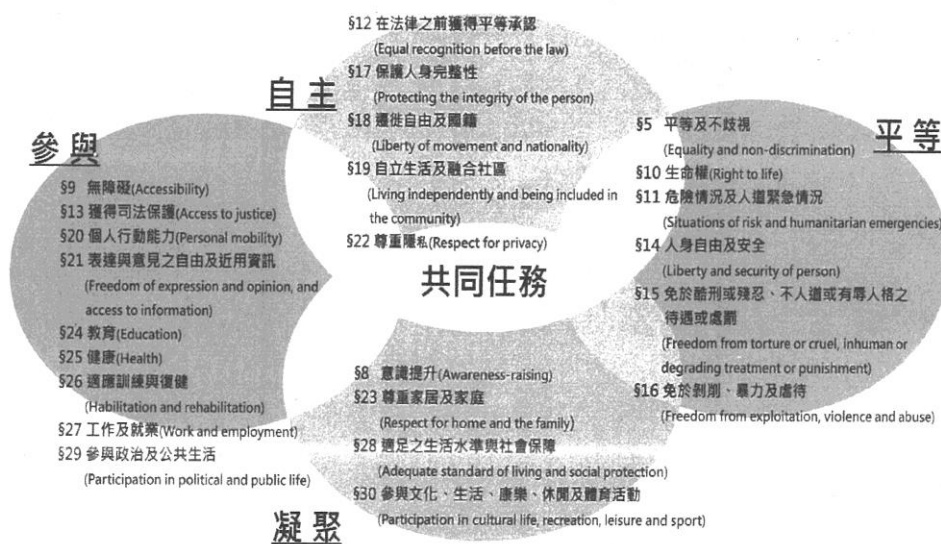 自主
§12 在法律之前獲得平等承認
(Equal recognition before the law)
§17 保護人身完整性
(Protecting the integrity of the person)
§18 遷徙自由及國籍
(Liberty of movement and nationality)
§19 自立生活及融合社區
(Living independently and being included
in the community)
§22 尊重隱私(Respect for privacy)
參與
§9 無障礙(Accessibility)
§13 獲得司法保護(Access to justice)
§20 個人行動能力(Personal mobility)
§21 表達與意見之自由及近用資訊
(Freedom of expression and opinion, and
access to information)
§24 教育(Education)
§25 健康(Health)
§26 適應訓練與復健
(Habilitation and rehabilitation)
§27 工作及就業(Work and employment)
§29 參與政治及公共生活
(Participation in political and public life)
共同任務
平等
§5 平等及不歧視
(Equality and non-discrimination)
§10 生命權(Right to life)
§11 危險情況及人道緊急情況
(Situations of risk and humanitarian emergencies)
§14 人身自由及安全
(Liberty and security of person)
§15 免於酷刑或殘忍、不人道或有辱人格之
待遇或處罰
(Freedom from torture or cruel, inhuman or
degrading treatment or punishment)
§16 免於剝削、暴力及虐待
(Freedom from exploitation, violence and abuse)
§8 意識提升(Awareness-raising)
§23 尊重家居及家庭
(Respect for home and the family)
§28 適足之生活水準與社會保障
(Adequate standard of living and social protection)
§30 參與文化、生活、康樂、休閒及體育活動
(Participation in cultural life, recreation, leisure and sport)
凝聚